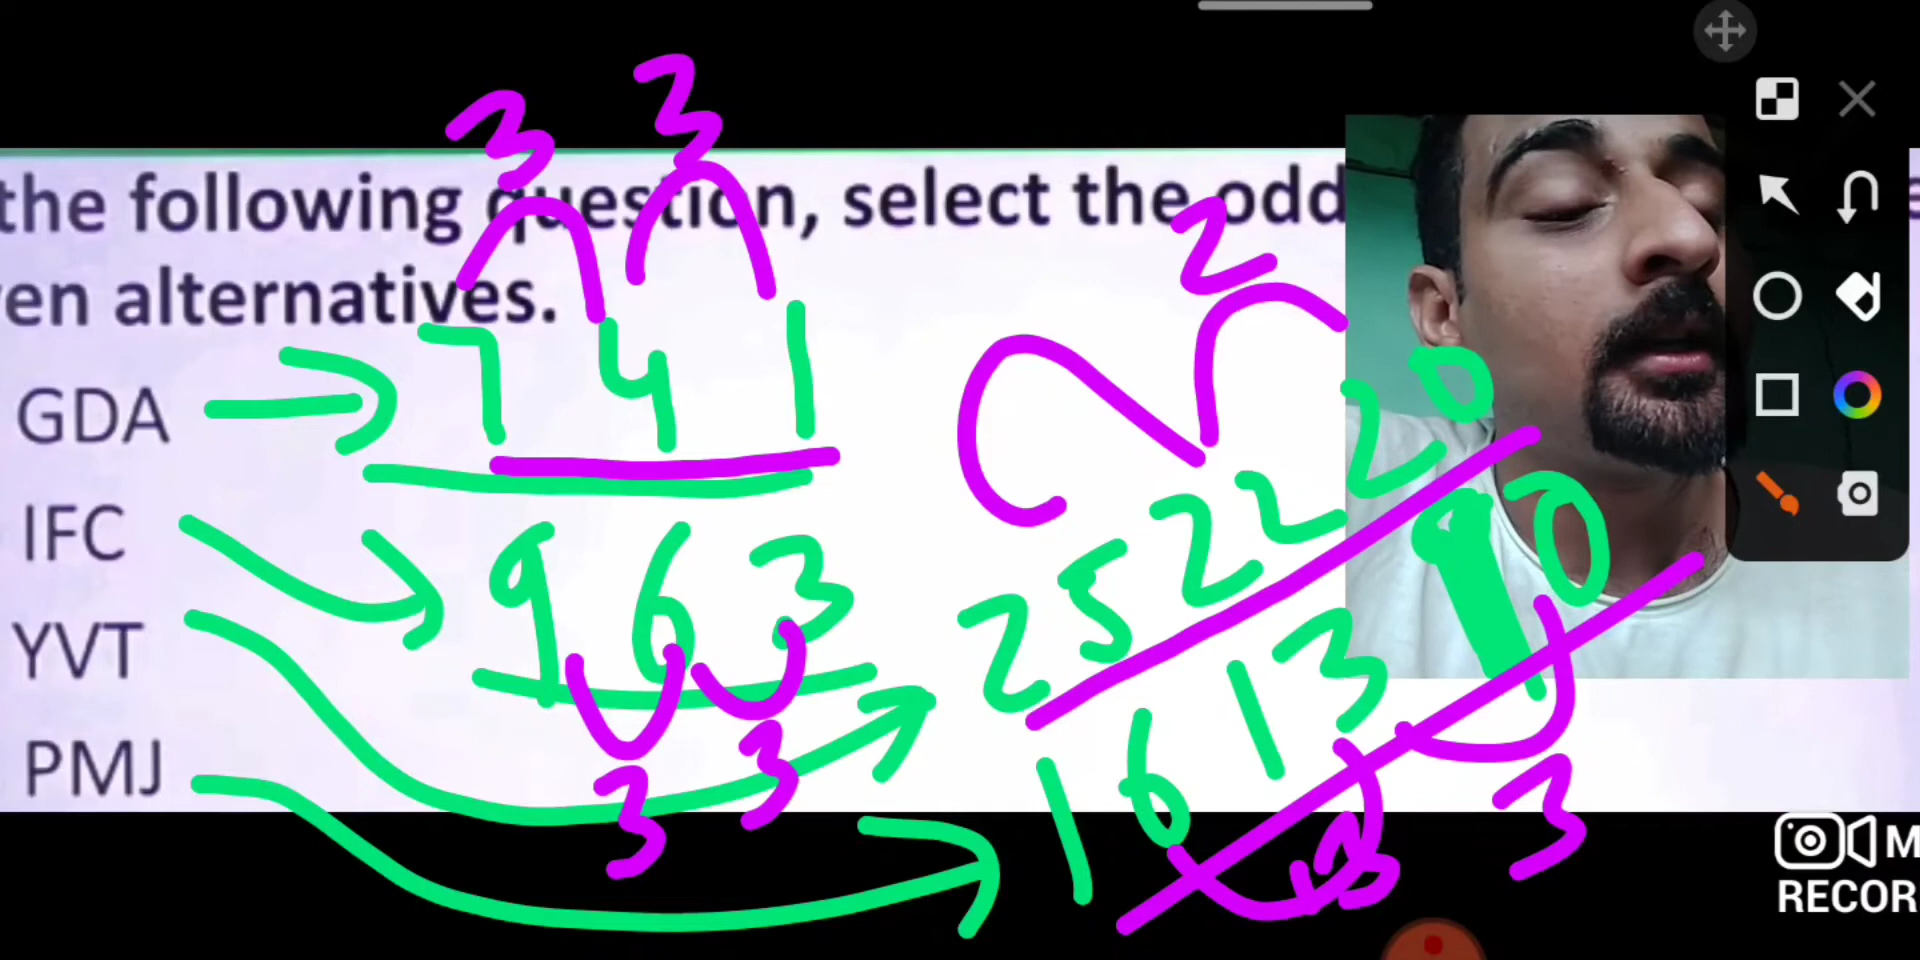 3 3
the following question, select the odd
2
en alternatives.
GDA 7 4 1
20
IFC 9 6 3 25 22 10
YVT 16 13
PMJ 3 3 3
M
RECOR